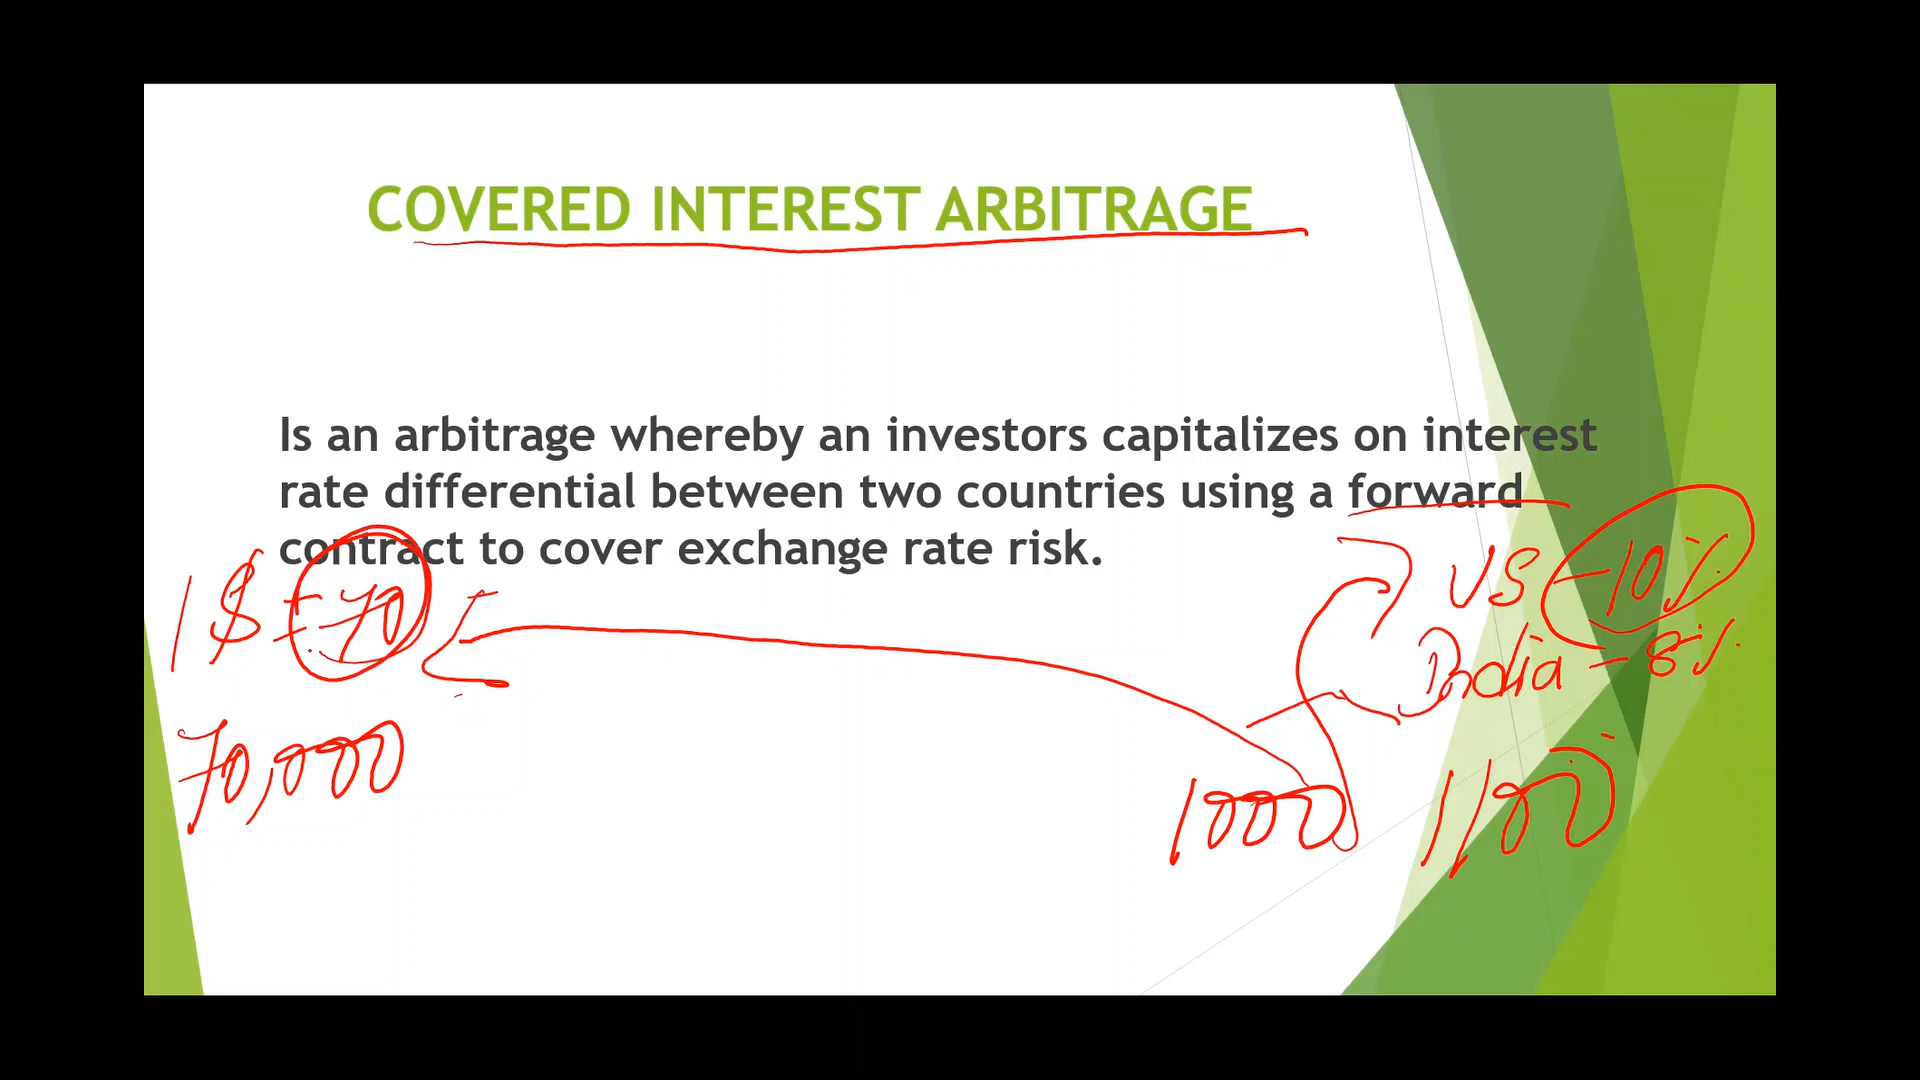 COVERED INTEREST ARBITRAGE
Is an arbitrage whereby an investors capitalizes on interest
rate differential between two countries using a forward
contract to cover exchange rate risk.
1 $ = 70
US - 10%
India - 8%
70,000
1000
1100